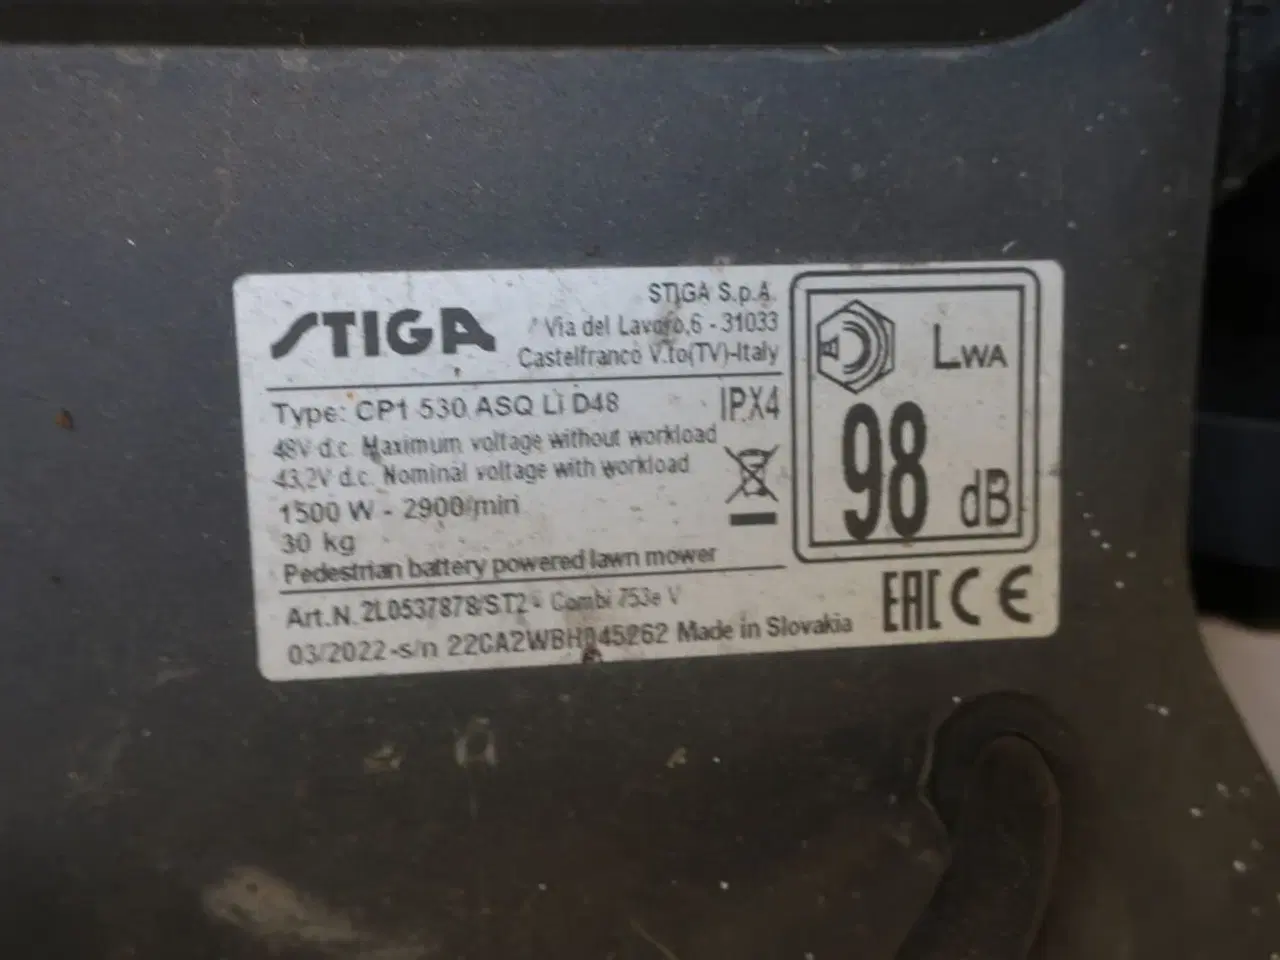 STIGA
STIGA S.p.A.
Via del Lavoro,6 - 31033
Castelfranco V.to(TV)-Italy
Type: CP1 530 ASQ Li D48
IPX4
48V d.c. Maximum voltage without workload
43,2V d.c. Nominal voltage with workload
1500 W - 2900/min
30 kg
Pedestrian battery powered lawn mower
Art.N. 2L0537878/ST2 - Combi 753e V
03/2022-s/n 22CA2WBH045262 Made in Slovakia
LWA
98 dB
EAC CE